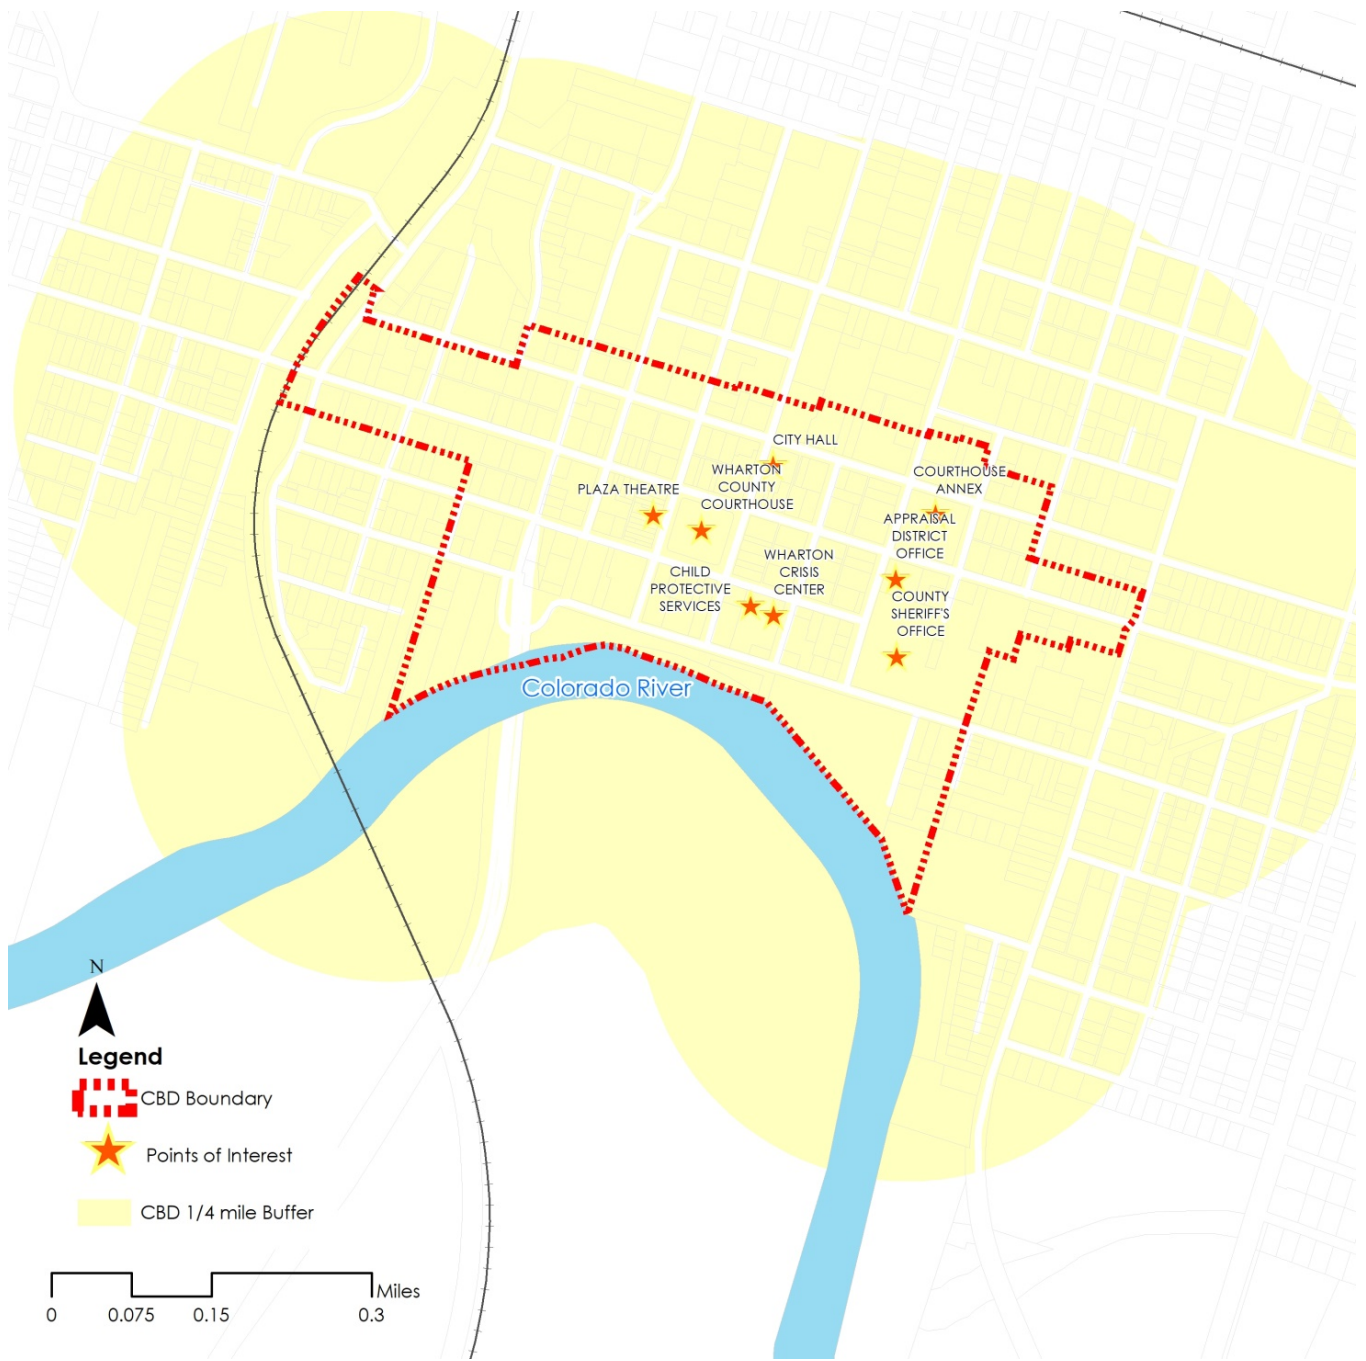 CITY HALL
WHARTON
COUNTY
COURTHOUSE
COURTHOUSE
ANNEX
PLAZA THEATRE
APPRAISAL
DISTRICT
OFFICE
WHARTON
CRISIS
CENTER
CHILD
PROTECTIVE
SERVICES
COUNTY
SHERIFF'S
OFFICE
Colorado River
N
Legend
CBD Boundary
Points of Interest
CBD 1/4 mile Buffer
Miles
0 0.075 0.15 0.3